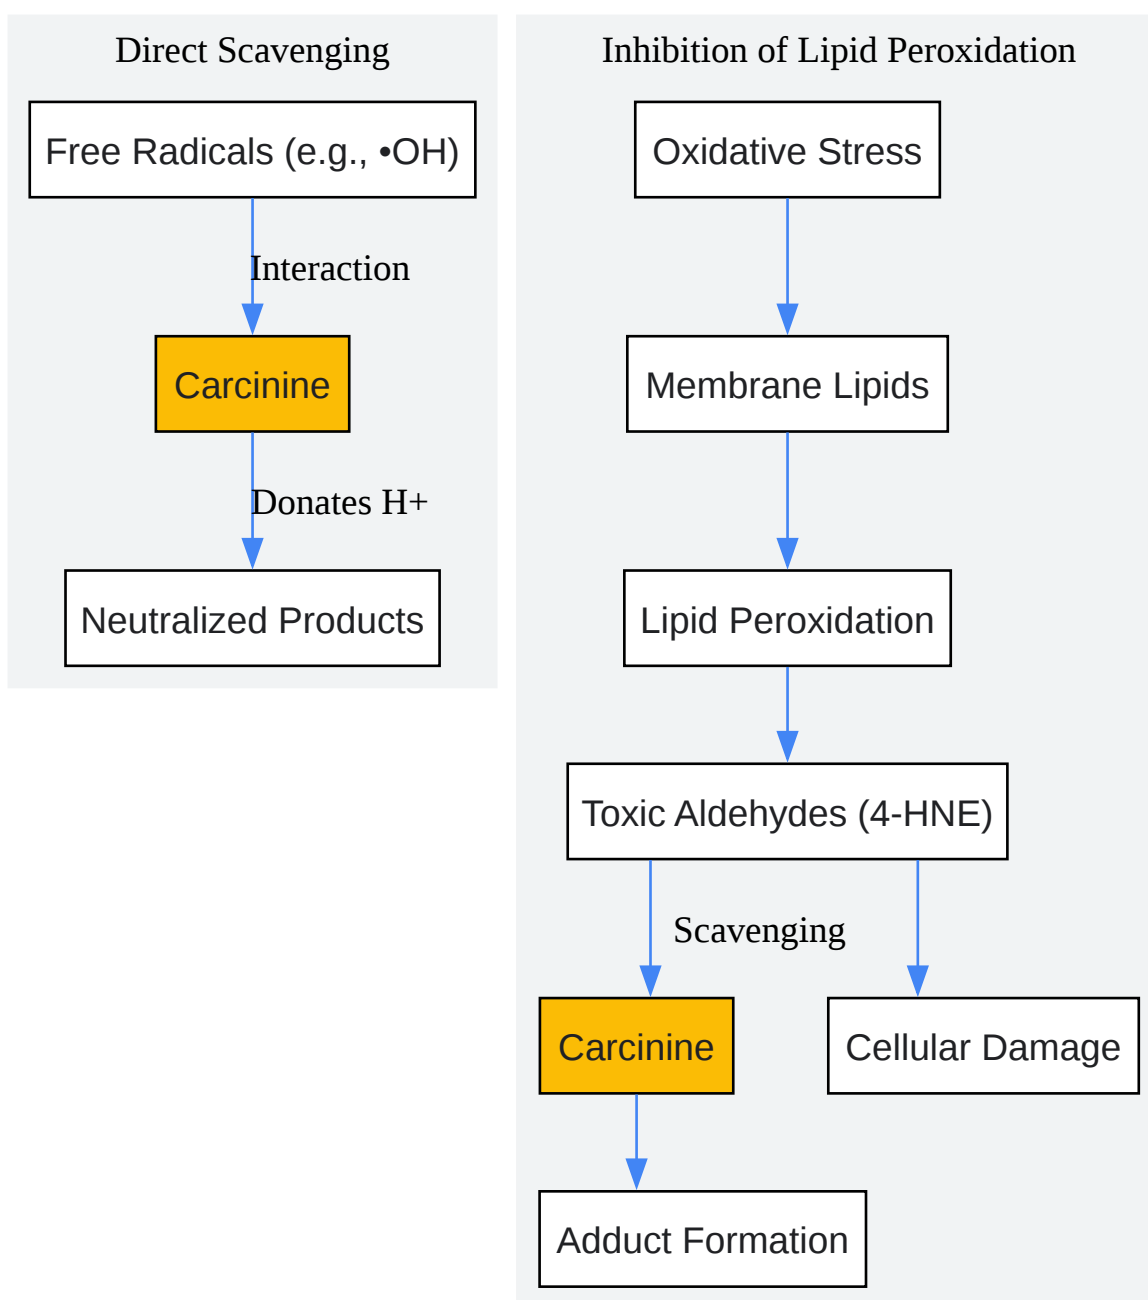 Direct Scavenging
Free Radicals (e.g., •OH)
Interaction
Carcinine
Donates H+
Neutralized Products
Inhibition of Lipid Peroxidation
Oxidative Stress
Membrane Lipids
Lipid Peroxidation
Toxic Aldehydes (4-HNE)
Scavenging
Carcinine
Cellular Damage
Adduct Formation